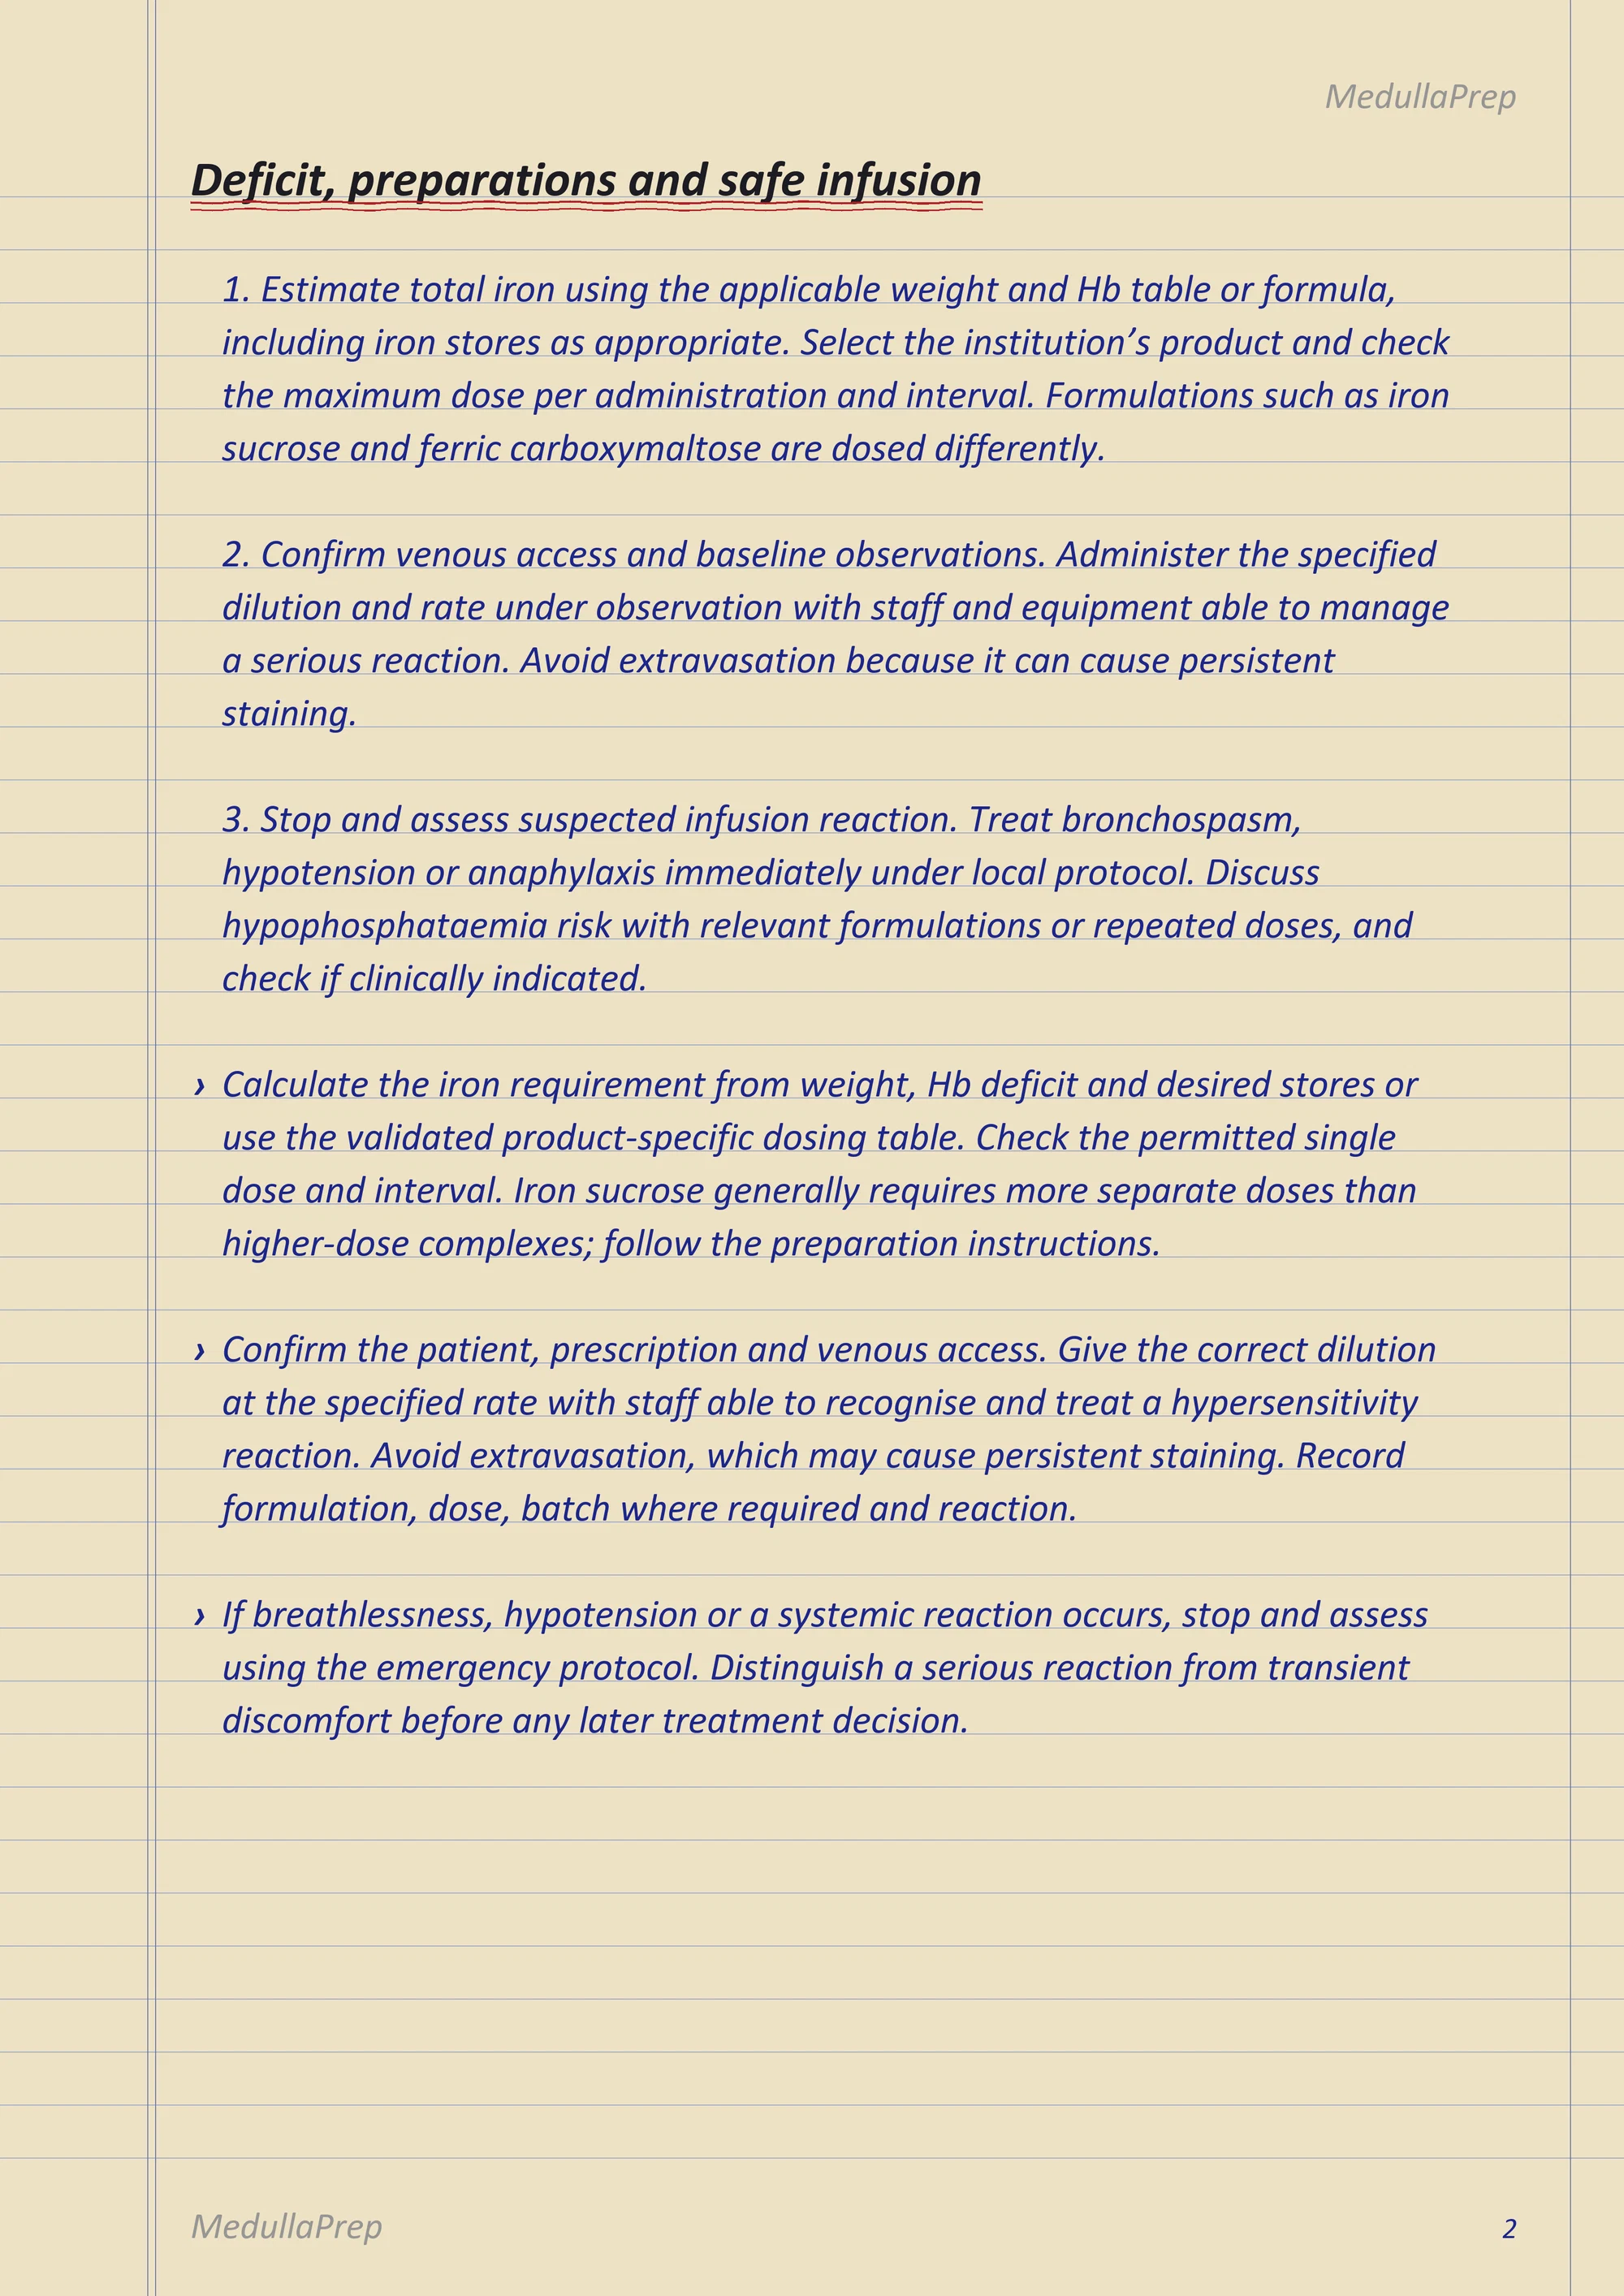 MedullaPrep
Deficit, preparations and safe infusion
1. Estimate total iron using the applicable weight and Hb table or formula,
including iron stores as appropriate. Select the institution’s product and check
the maximum dose per administration and interval. Formulations such as iron
sucrose and ferric carboxymaltose are dosed differently.
2. Confirm venous access and baseline observations. Administer the specified
dilution and rate under observation with staff and equipment able to manage
a serious reaction. Avoid extravasation because it can cause persistent
staining.
3. Stop and assess suspected infusion reaction. Treat bronchospasm,
hypotension or anaphylaxis immediately under local protocol. Discuss
hypophosphataemia risk with relevant formulations or repeated doses, and
check if clinically indicated.
› Calculate the iron requirement from weight, Hb deficit and desired stores or
use the validated product-specific dosing table. Check the permitted single
dose and interval. Iron sucrose generally requires more separate doses than
higher-dose complexes; follow the preparation instructions.
› Confirm the patient, prescription and venous access. Give the correct dilution
at the specified rate with staff able to recognise and treat a hypersensitivity
reaction. Avoid extravasation, which may cause persistent staining. Record
formulation, dose, batch where required and reaction.
› If breathlessness, hypotension or a systemic reaction occurs, stop and assess
using the emergency protocol. Distinguish a serious reaction from transient
discomfort before any later treatment decision.
MedullaPrep
2